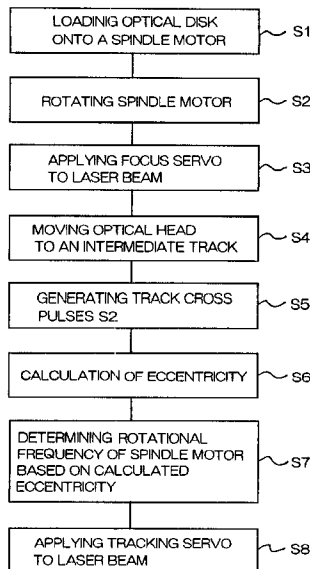 LOADING OPTICAL DISK
ONTO A SPINDLE MOTOR
S1
ROTATING SPINDLE MOTOR
S2
APPLYING FOCUS SERVO
TO LASER BEAM
S3
MOVING OPTICAL HEAD
TO AN INTERMEDIATE TRACK
S4
GENERATING TRACK CROSS
PULSES S2
S5
CALCULATION OF ECCENTRICITY
S6
DETERMINING ROTATIONAL
FREQUENCY OF SPINDLE MOTOR
BASED ON CALCULATED
ECCENTRICITY
S7
APPLYING TRACKING SERVO
TO LASER BEAM
S8